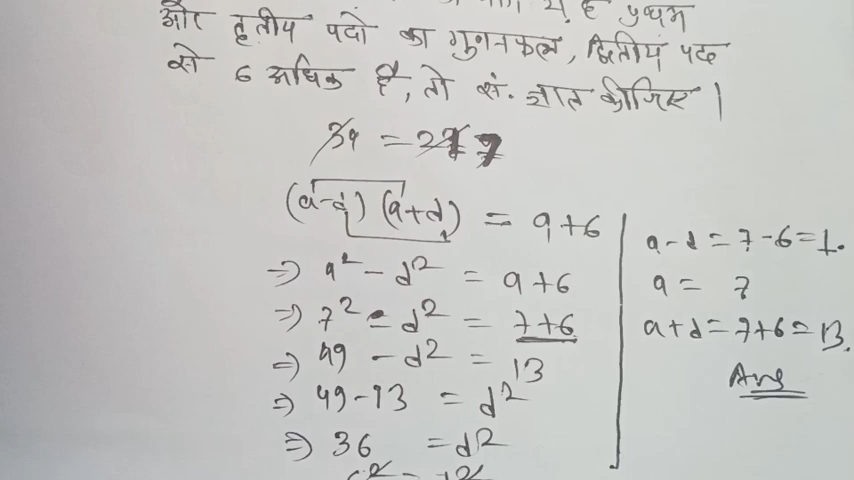 और तृतीय पदो का गुणनफल, द्वितीय पद
से 6 अधिक है, तो सं. ज्ञात कीजिए।
3a = 21 7
(a-d) (a+d) = a+6
⇒ a² - d² = a+6
⇒ 7² - d² = 7+6
⇒ 49 - d² = 13
⇒ 49-13 = d²
⇒ 36 = d²
a-d = 7-6=1.
a = 7
a+d = 7+6=13.
Ans